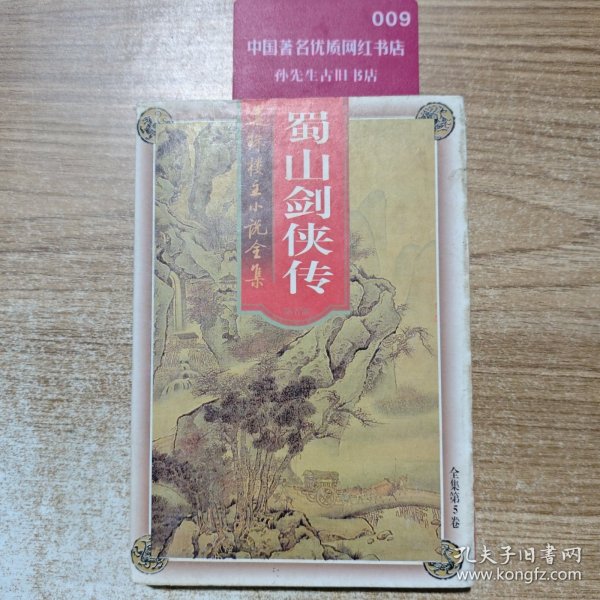 009
中国著名优质网红书店
孙先生古旧书店
蜀山剑侠传
还珠楼主小说全集
全集第5卷
孔夫子旧书网
www.kongfz.com